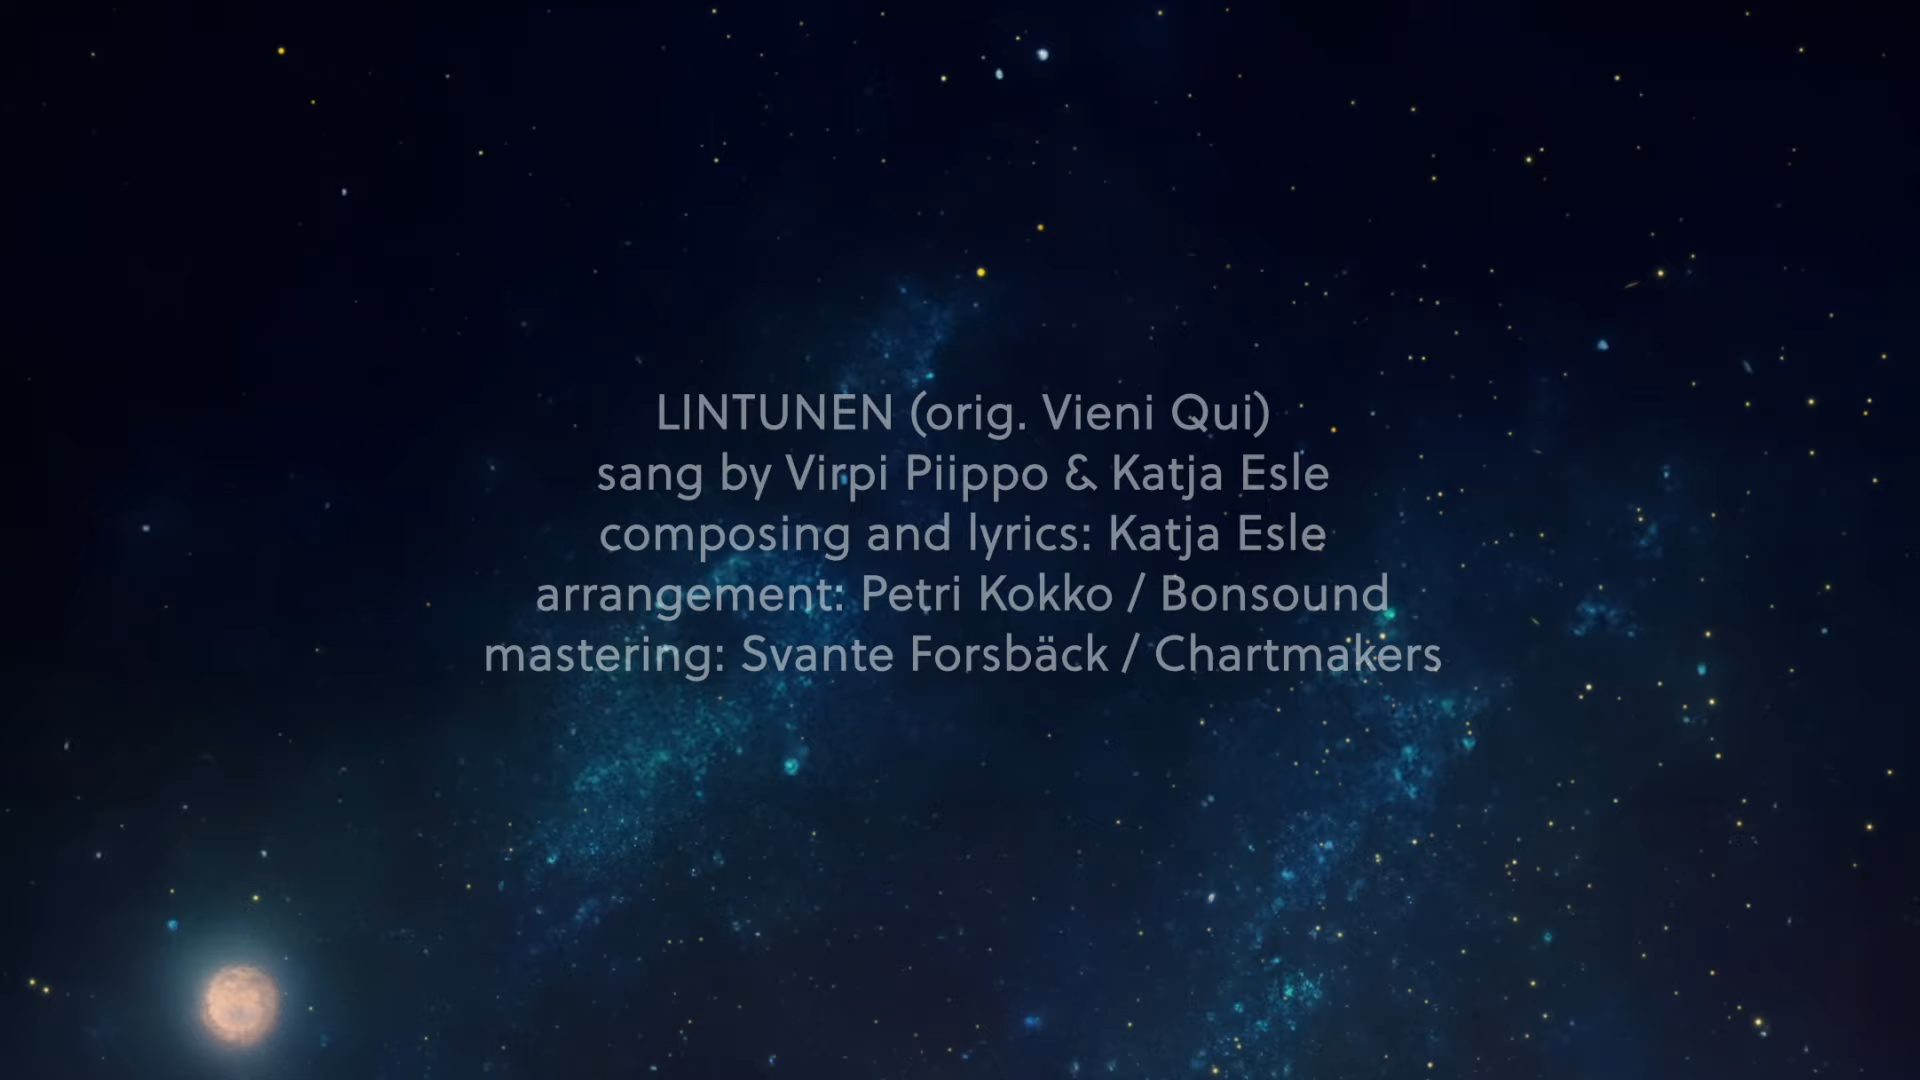 LINTUNEN (orig. Vieni Qui)
sang by Virpi Piippo & Katja Esle
composing and lyrics: Katja Esle
arrangement: Petri Kokko / Bonsound
mastering: Svante Forsbäck / Chartmakers